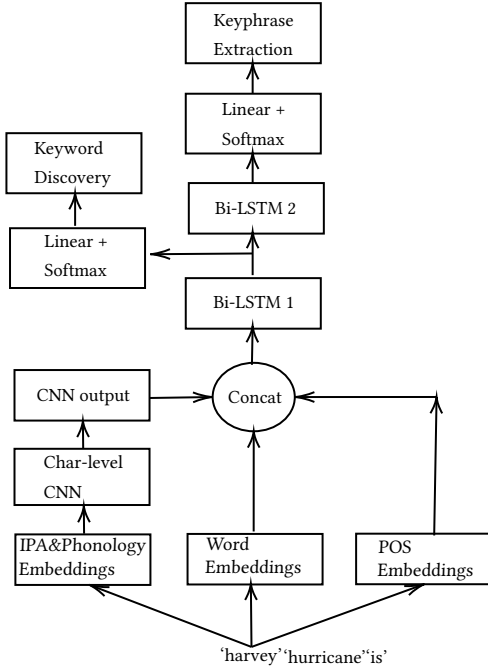 Keyphrase
Extraction
Linear +
Softmax
Keyword
Discovery
Bi-LSTM 2
Linear +
Softmax
Bi-LSTM 1
CNN output
Concat
Char-level
CNN
IPA&Phonology
Embeddings
Word
Embeddings
POS
Embeddings
‘harvey’ ‘hurricane’ ‘is’